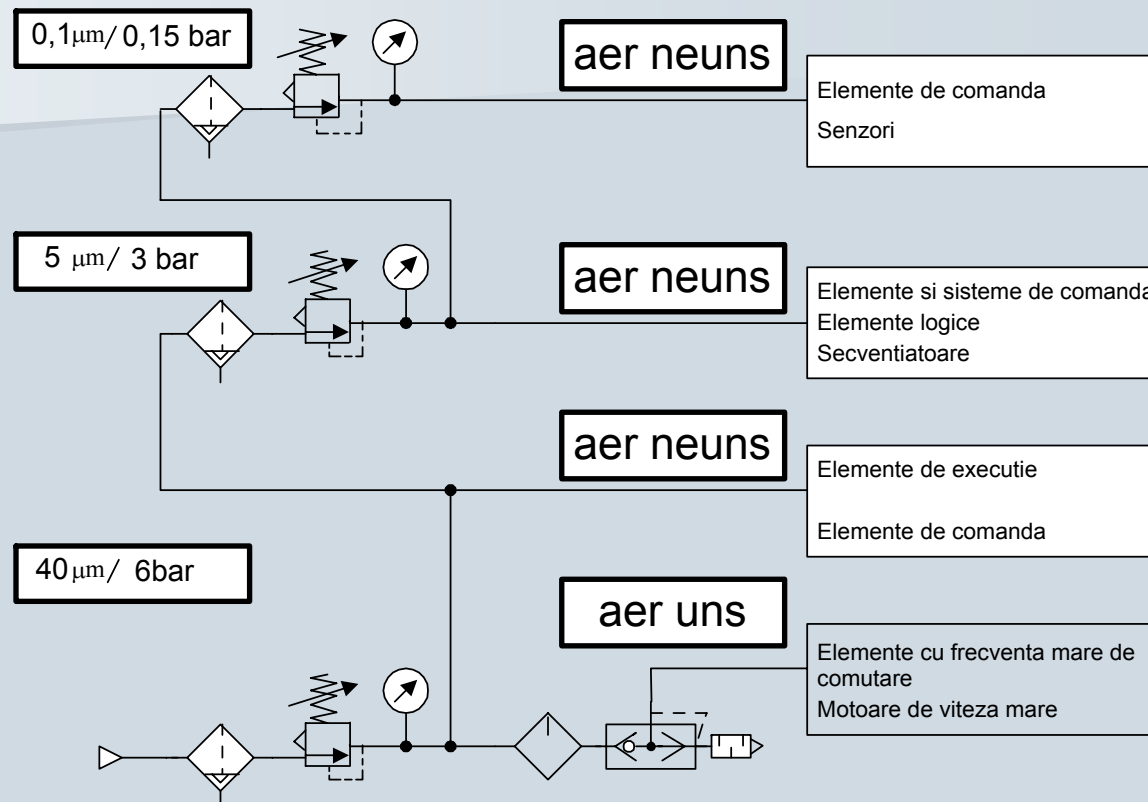 0,1μm/ 0,15 bar
aer neuns
Elemente de comanda
Senzori
5 μm/ 3 bar
aer neuns
Elemente si sisteme de comanda
Elemente logice
Secventiatoare
aer neuns
Elemente de executie
Elemente de comanda
40μm/ 6bar
aer uns
Elemente cu frecventa mare de
comutare
Motoare de viteza mare